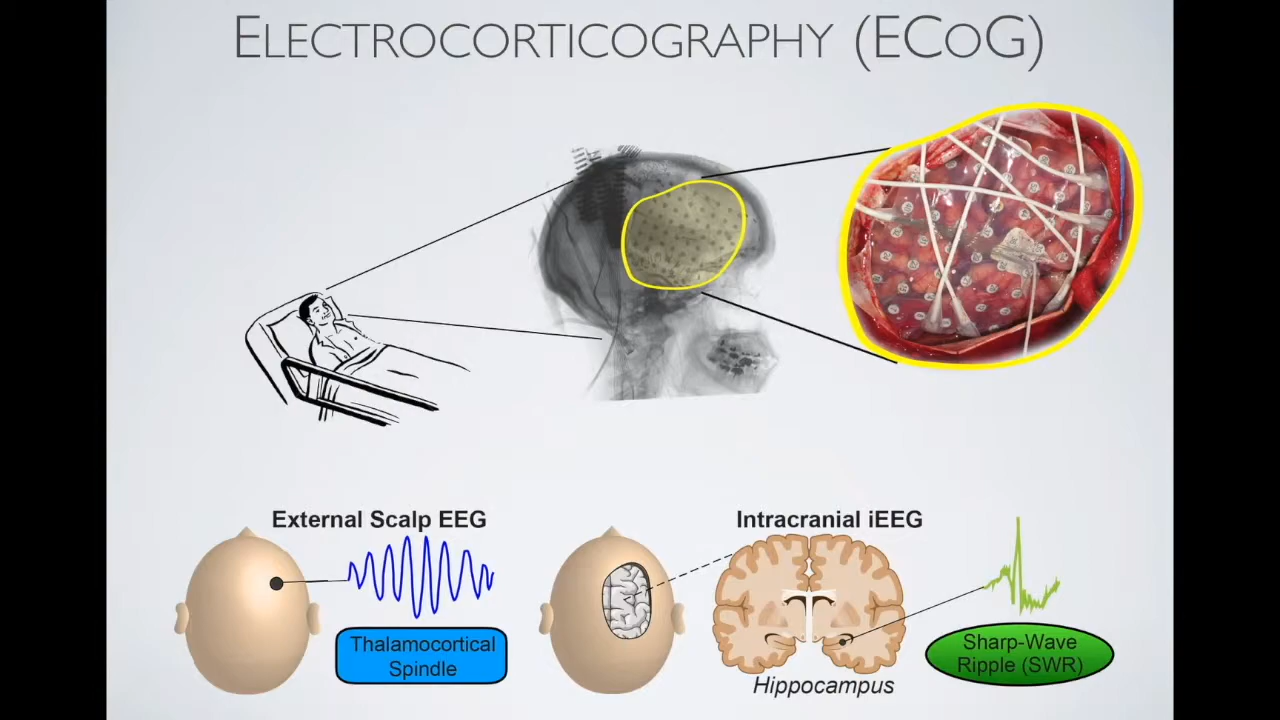 ELECTROCORTICOGRAPHY (ECOG)
External Scalp EEG
Intracranial iEEG
Thalamocortical
Spindle
Sharp-Wave
Ripple (SWR)
Hippocampus